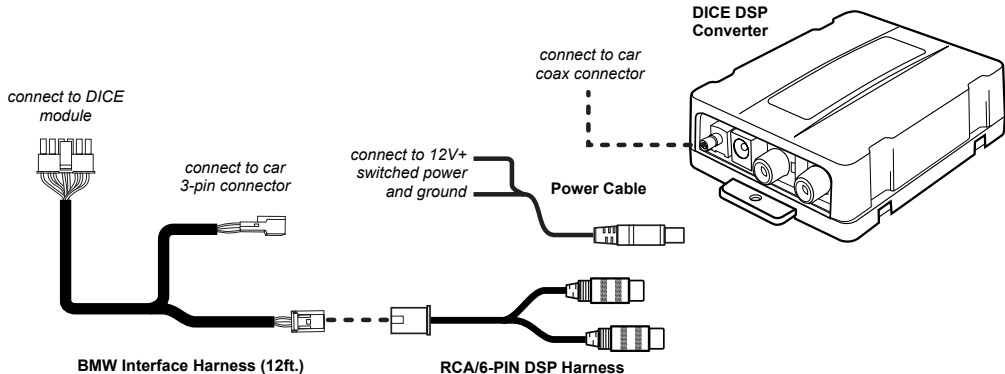 DICE DSP
Converter
connect to car
coax connector
connect to DICE
module
connect to car
3-pin connector
connect to 12V+
switched power
and ground
Power Cable
BMW Interface Harness (12ft.)
RCA/6-PIN DSP Harness